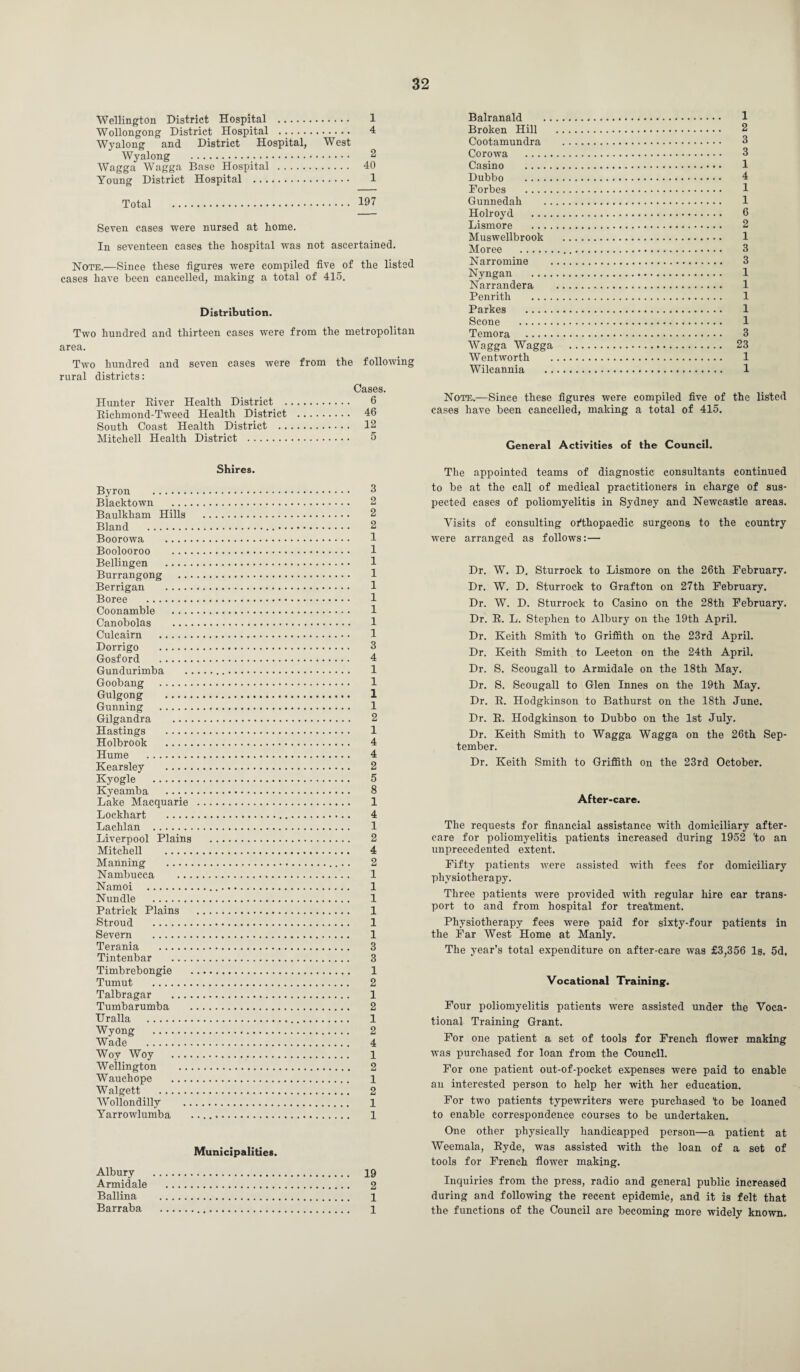 32
Wellington District Hospital ............ 1
Wollongong District Hospital ............ 4
Wyalong and District Hospital, West
Wyalong ............ 2
Wagga Wagga Base Hospital ............ 40
Young District Hospital ............ 1
Total ............ 197
Seven cases were nursed at home.
In seventeen cases the hospital was not ascertained.
NOTE.—Since these figures were compiled five of the listed
cases have been cancelled, making a total of 415.
Distribution.
Two hundred and thirteen cases were from the metropolitan
area.
Two hundred and seven cases were from the following
rural districts:
Cases.
Hunter River Health District ............ 6
Richmond-Tweed Health District ............ 46
South Coast Health District ............ 12
Mitchell Health District ............ 5
Shires.
Byron ............ 3
Blacktown ............ 2
Baulkham Hills ............ 2
Bland ............ 2
Boorowa ............ 1
Boolooroo ............ 1
Bellingen ............ 1
Burrangong ............ 1
Berrigan ............ 1
Boree ............ 1
Coonamble ............ 1
Canobolas ............ 1
Culcairn ............ 1
Dorrigo ............ 3
Gosford ............ 4
Gundurimba ............ 1
Goobang ............ 1
Gulgong ............ 1
Gunning ............ 1
Gilgandra ............ 2
Hastings ............ 1
Holbrook ............ 4
Hume ............ 4
Kearsley ............ 2
Kyogle ............ 5
Kyeamba ............ 8
Lake Macquarie ............ 1
Lockhart ............ 4
Lachlan ............ 1
Liverpool Plains ............ 2
Mitchell ............ 4
Manning ............ 2
Nambucca ............ 1
Namoi ............ 1
Nundle ............ 1
Patrick Plains ............ 1
Stroud ............ 1
Severn ............ 1
Terania ............ 3
Tintenbar ............ 3
Timbrebongie ............ 1
Tumut ............ 2
Talbragar ............ 1
Tumbarumba ............ 2
Uralla ............ 1
Wyong ............ 2
Wade ............ 4
Woy Woy ............ 1
Wellington ............ 2
Wauchope ............ 1
Walgett ............ 2
Wollondilly ............ 1
Yarrowlumba ............ 1
Municipalities.
Albury ............ 19
Armidale ............ 2
Ballina ............ 1
Barraba ............ 1
Balranald ............ 1
Broken Hill ............ 2
Cootamundra ............ 3
Corowa ............ 3
Casino ............ 1
Dubbo ............ 4
Forbes ............ 1
Gunnedah ............ 1
Holroyd ............ 6
Lismore ............ 2
Muswellbrook ............ 1
Moree ............ 3
Narromine ............ 3
Nyngan ............ 1
Narrandera ............ 1
Penrith ............ 1
Parkes ............ 1
Scone ............ 1
Temora ............ 3
Wagga Wagga ............ 23
Wentworth ............ 1
Wilcannia ............ 1
NOTE.—Since these figures were compiled five of the listed
cases have been cancelled, making a total of 415.
General Activities of the Council.
The appointed teams of diagnostic consultants continued
to be at the call of medical practitioners in charge of sus-
pected cases of poliomyelitis in Sydney and Newcastle areas.
Visits of consulting orthopaedic surgeons to the country
were arranged as follows:—
Dr. W. D. Sturrock to Lismore on the 26th February.
Dr. W. D. Sturrock to Grafton on 27th February.
Dr. W. D. Sturrock to Casino on the 28th February.
Dr. R. L. Stephen to Albury on the 19th April.
Dr. Keith Smith to Griffith on the 23rd April.
Dr. Keith Smith to Leeton on the 24th April.
Dr. S. Scougall to Armidale on the 18th May.
Dr. S. Scougall to Glen Innes on the 19th May.
Dr. R. Hodgkinson to Bathurst on the 18th June.
Dr. R. Hodgkinson to Dubbo on the 1st July.
Dr. Keith Smith to Wagga Wagga on the 26th Sep-
tember.
Dr. Keith Smith to Griffith on the 23rd October.
After-care.
The requests for financial assistance with domiciliary after-
care for poliomyelitis patients increased during 1952 to an
unprecedented extent.
Fifty patients were assisted with fees for domiciliary
physiotherapy.
Three patients were provided with regular hire car trans-
port to and from hospital for treatment.
Physiotherapy fees were paid for sixty-four patients in
the Far West Home at Manly.
The year's total expenditure on after-care was £3,356 1s. 5d.
Vocational Training.
Four poliomyelitis patients were assisted under the Voca-
tional Training Grant.
For one patient a set of tools for French flower making
was purchased for loan from the Council.
For one patient out-of-pocket expenses were paid to enable
an interested person to help her with her education.
For two patients typewriters were purchased to be loaned
to enable correspondence courses to be undertaken.
One other physically handicapped person—a patient at
Weemala, Ryde, was assisted with the loan of a set of
tools for French flower making.
Inquiries from the press, radio and general public increased
during and following the recent epidemic, and it is felt that
the functions of the Council are becoming more widely known.